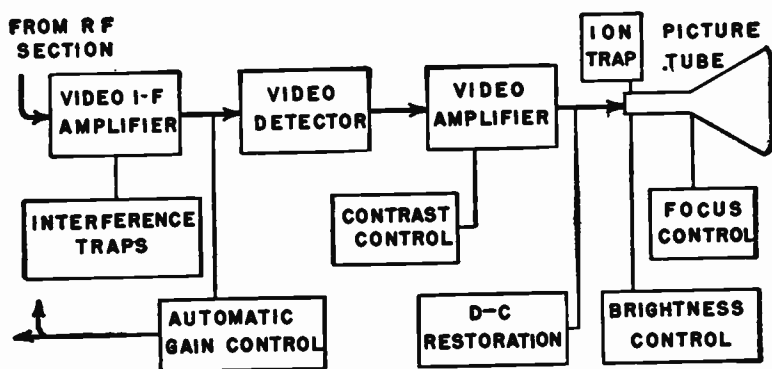 FROM RF
SECTION
ION
TRAP
PICTURE
TUBE
VIDEO I-F
AMPLIFIER
VIDEO
DETECTOR
VIDEO
AMPLIFIER
INTERFERENCE
TRAPS
CONTRAST
CONTROL
FOCUS
CONTROL
AUTOMATIC
GAIN CONTROL
D-C
RESTORATION
BRIGHTNESS
CONTROL